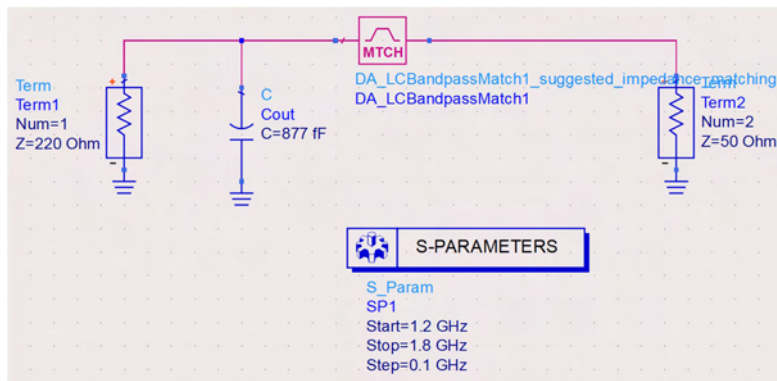 MTCH
DA_LCBandpassMatch1_suggested_impedance_matching
DA_LCBandpassMatch1
Term
Term1
Num=1
Z=220 Ohm
+
-
C
Cout
C=877 fF
Term
Term2
Num=2
Z=50 Ohm
-
S-PARAMETERS
S_Param
SP1
Start=1.2 GHz
Stop=1.8 GHz
Step=0.1 GHz